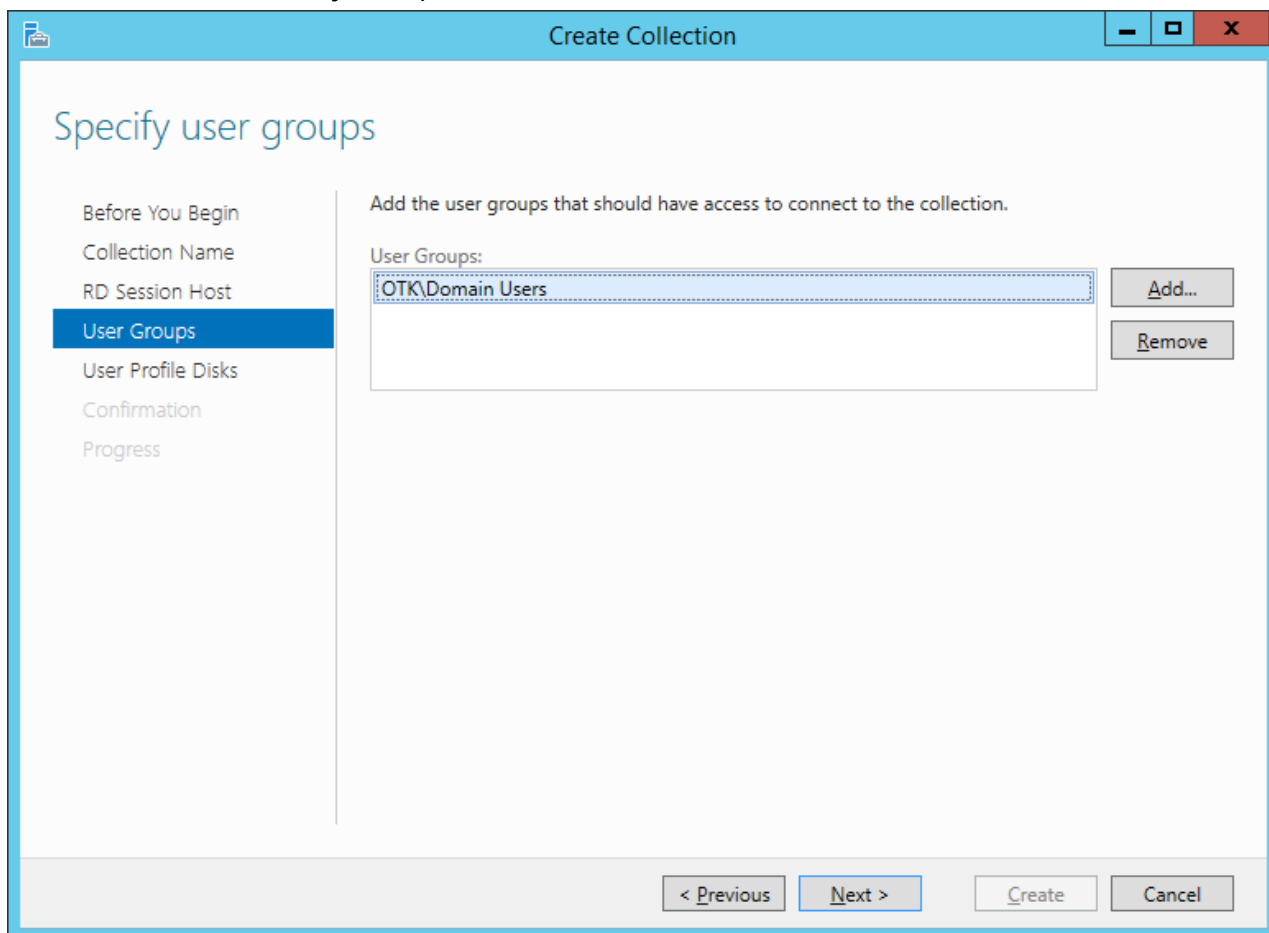 Create Collection
Specify user groups
Before You Begin
Collection Name
RD Session Host
User Groups
User Profile Disks
Confirmation
Progress
Add the user groups that should have access to connect to the collection.
User Groups:
OTK\Domain Users
Add...
Remove
< Previous
Next >
Create
Cancel